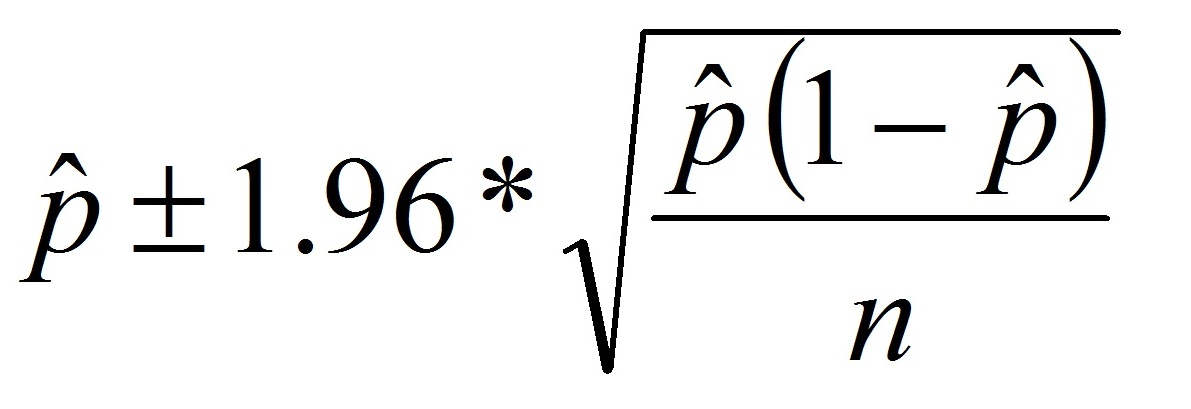 p̂ ± 1.96 * √(p̂(1 − p̂) / n)